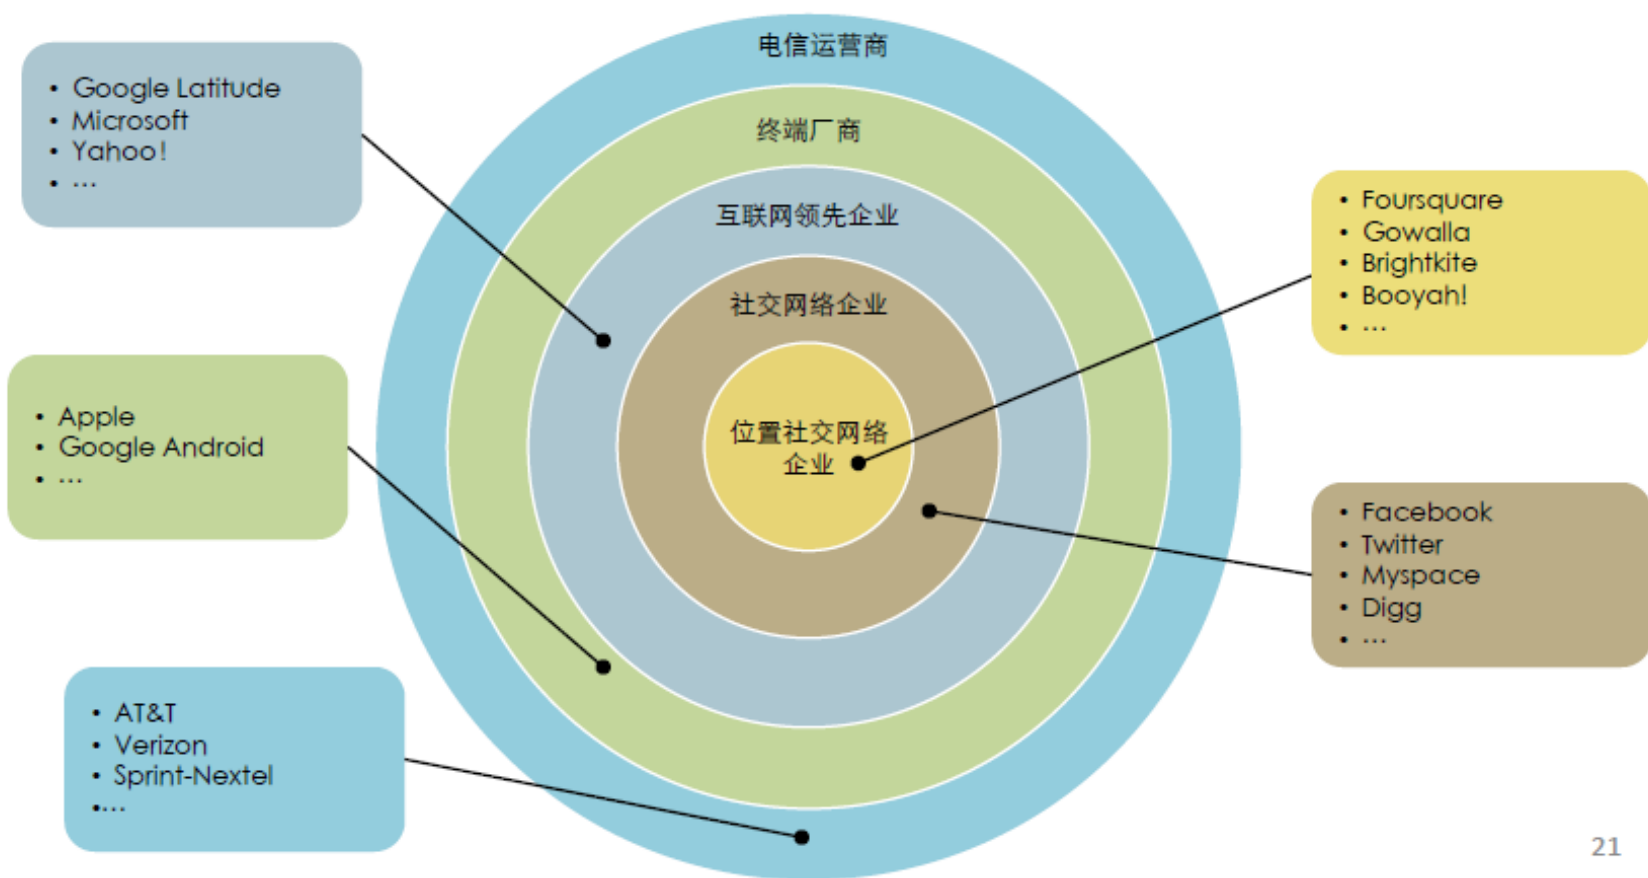 电信运营商
终端厂商
互联网领先企业
社交网络企业
位置社交网络
企业
• Google Latitude
• Microsoft
• Yahoo!
• …
• Apple
• Google Android
• …
• AT&T
• Verizon
• Sprint-Nextel
•…
• Foursquare
• Gowalla
• Brightkite
• Booyah!
• …
• Facebook
• Twitter
• Myspace
• Digg
• …
21